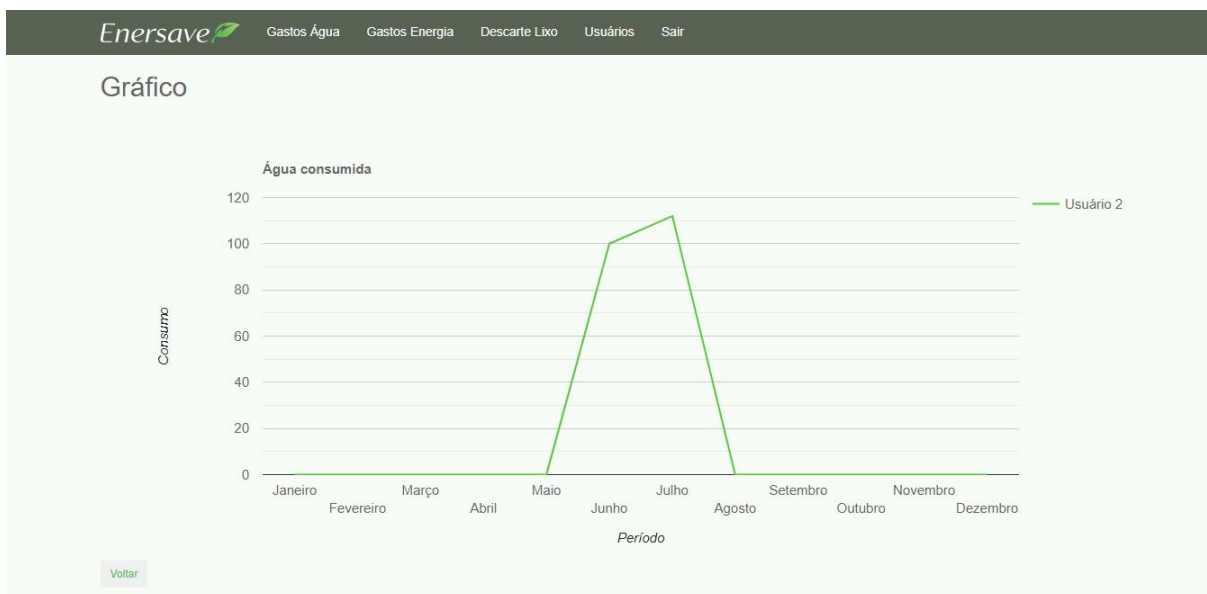 Enersave Gastos Água Gastos Energia Descarte Lixo Usuários Sair
Gráfico
Água consumida
120
100
80
60
40
20
0
Usuário 2
Consumo
Janeiro Março Maio Julho Setembro Novembro
Fevereiro Abril Junho Agosto Outubro Dezembro
Período
Voltar